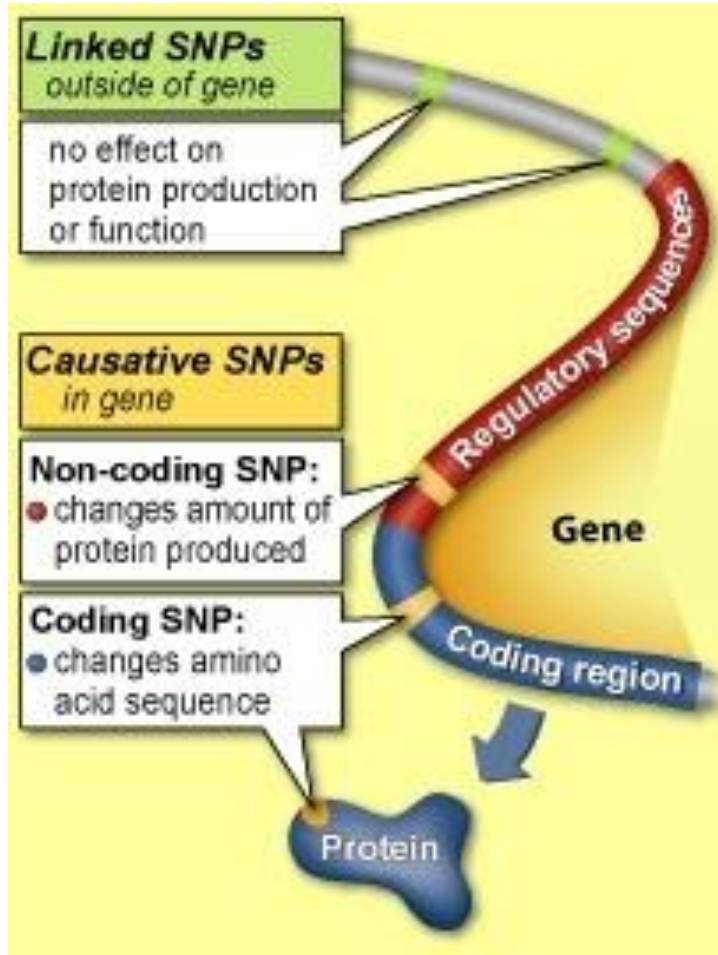 Linked SNPs
outside of gene
no effect on
protein production
or function
Regulatory sequences
Causative SNPs
in gene
Non-coding SNP:
changes amount of
protein produced
Gene
Coding SNP:
changes amino
acid sequence
Coding region
Protein